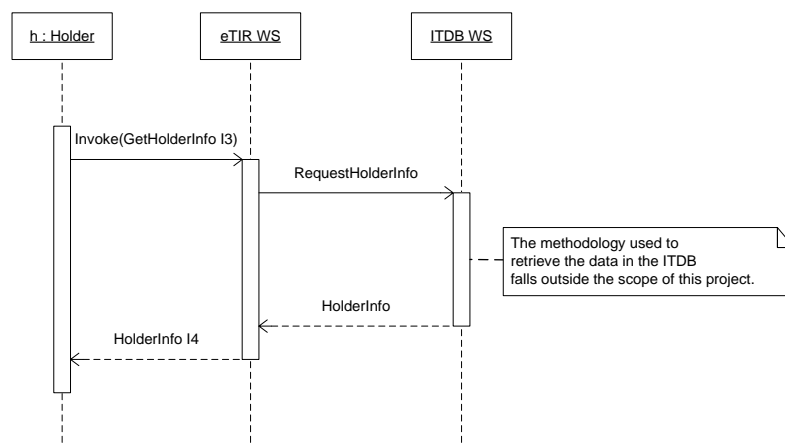 h : Holder
eTIR WS
ITDB WS
Invoke(GetHolderInfo I3)
RequestHolderInfo
The methodology used to
retrieve the data in the ITDB
falls outside the scope of this project.
HolderInfo
HolderInfo I4